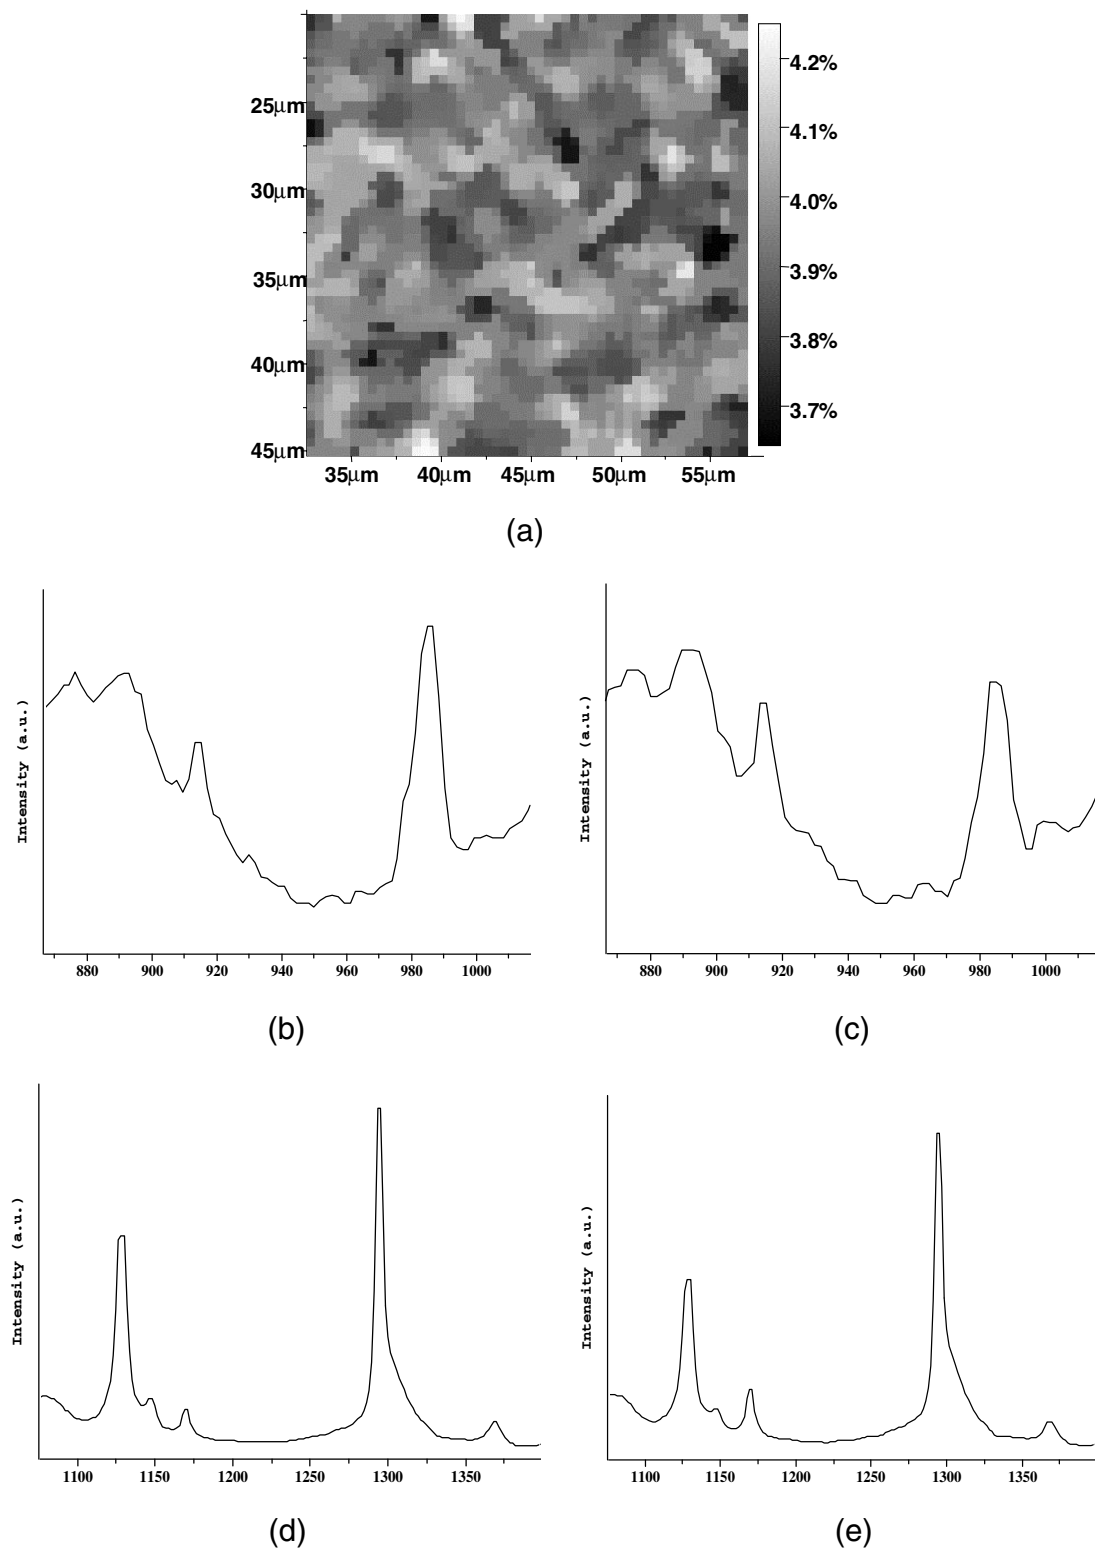 4.2%
25μm
4.1%
30μm
4.0%
35μm
3.9%
3.8%
40μm
3.7%
45μm
35μm 40μm 45μm 50μm 55μm
(a)
Intensity (a.u.)
880 900 920 940 960 980 1000
(b)
Intensity (a.u.)
880 900 920 940 960 980 1000
(c)
Intensity (a.u.)
1100 1150 1200 1250 1300 1350
(d)
Intensity (a.u.)
1100 1150 1200 1250 1300 1350
(e)